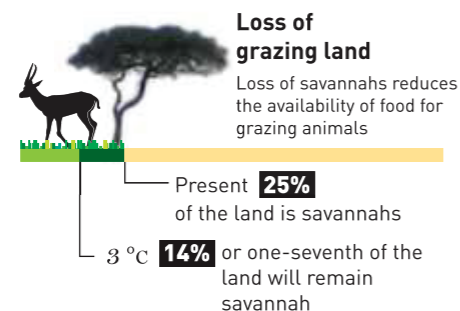 Loss of
grazing land
Loss of savannahs reduces
the availability of food for
grazing animals
Present 25%
of the land is savannahs
3 °C 14% or one-seventh of the
land will remain
savannah